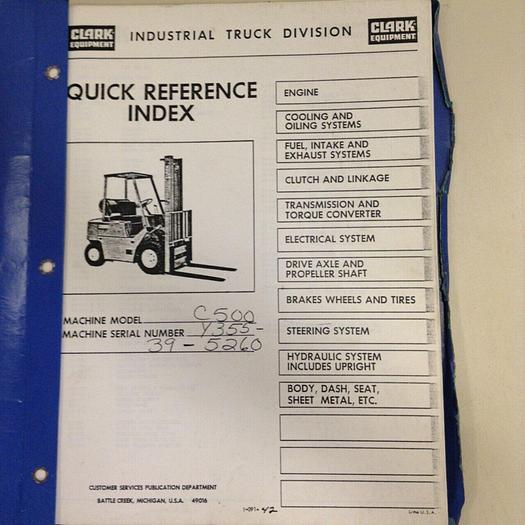 CLARK EQUIPMENT
INDUSTRIAL TRUCK DIVISION
CLARK EQUIPMENT
QUICK REFERENCE
INDEX
MACHINE MODEL C500
MACHINE SERIAL NUMBER Y355-
39-5260
ENGINE
COOLING AND
OILING SYSTEMS
FUEL, INTAKE AND
EXHAUST SYSTEMS
CLUTCH AND LINKAGE
TRANSMISSION AND
TORQUE CONVERTER
ELECTRICAL SYSTEM
DRIVE AXLE AND
PROPELLER SHAFT
BRAKES WHEELS AND TIRES
STEERING SYSTEM
HYDRAULIC SYSTEM
INCLUDES UPRIGHT
BODY, DASH, SEAT,
SHEET METAL, ETC.
CUSTOMER SERVICES PUBLICATION DEPARTMENT
BATTLE CREEK, MICHIGAN, U.S.A. 49016
U.S.A.